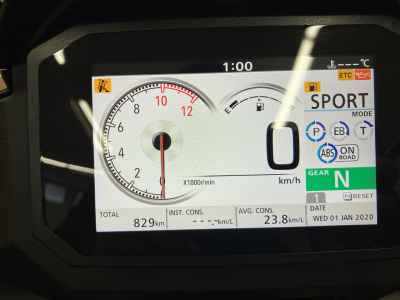 1:00
---°C
ETC
10
12
8
6
4
2
0
X1000r/min
0
km/h
E
F
SPORT
MODE
P EB T
ABS ON
ROAD
GEAR
N
1 RESET
TOTAL
829km
INST. CONS.
---.-km/L
AVG. CONS.
23.8km/L
DATE
WED 01 JAN 2020